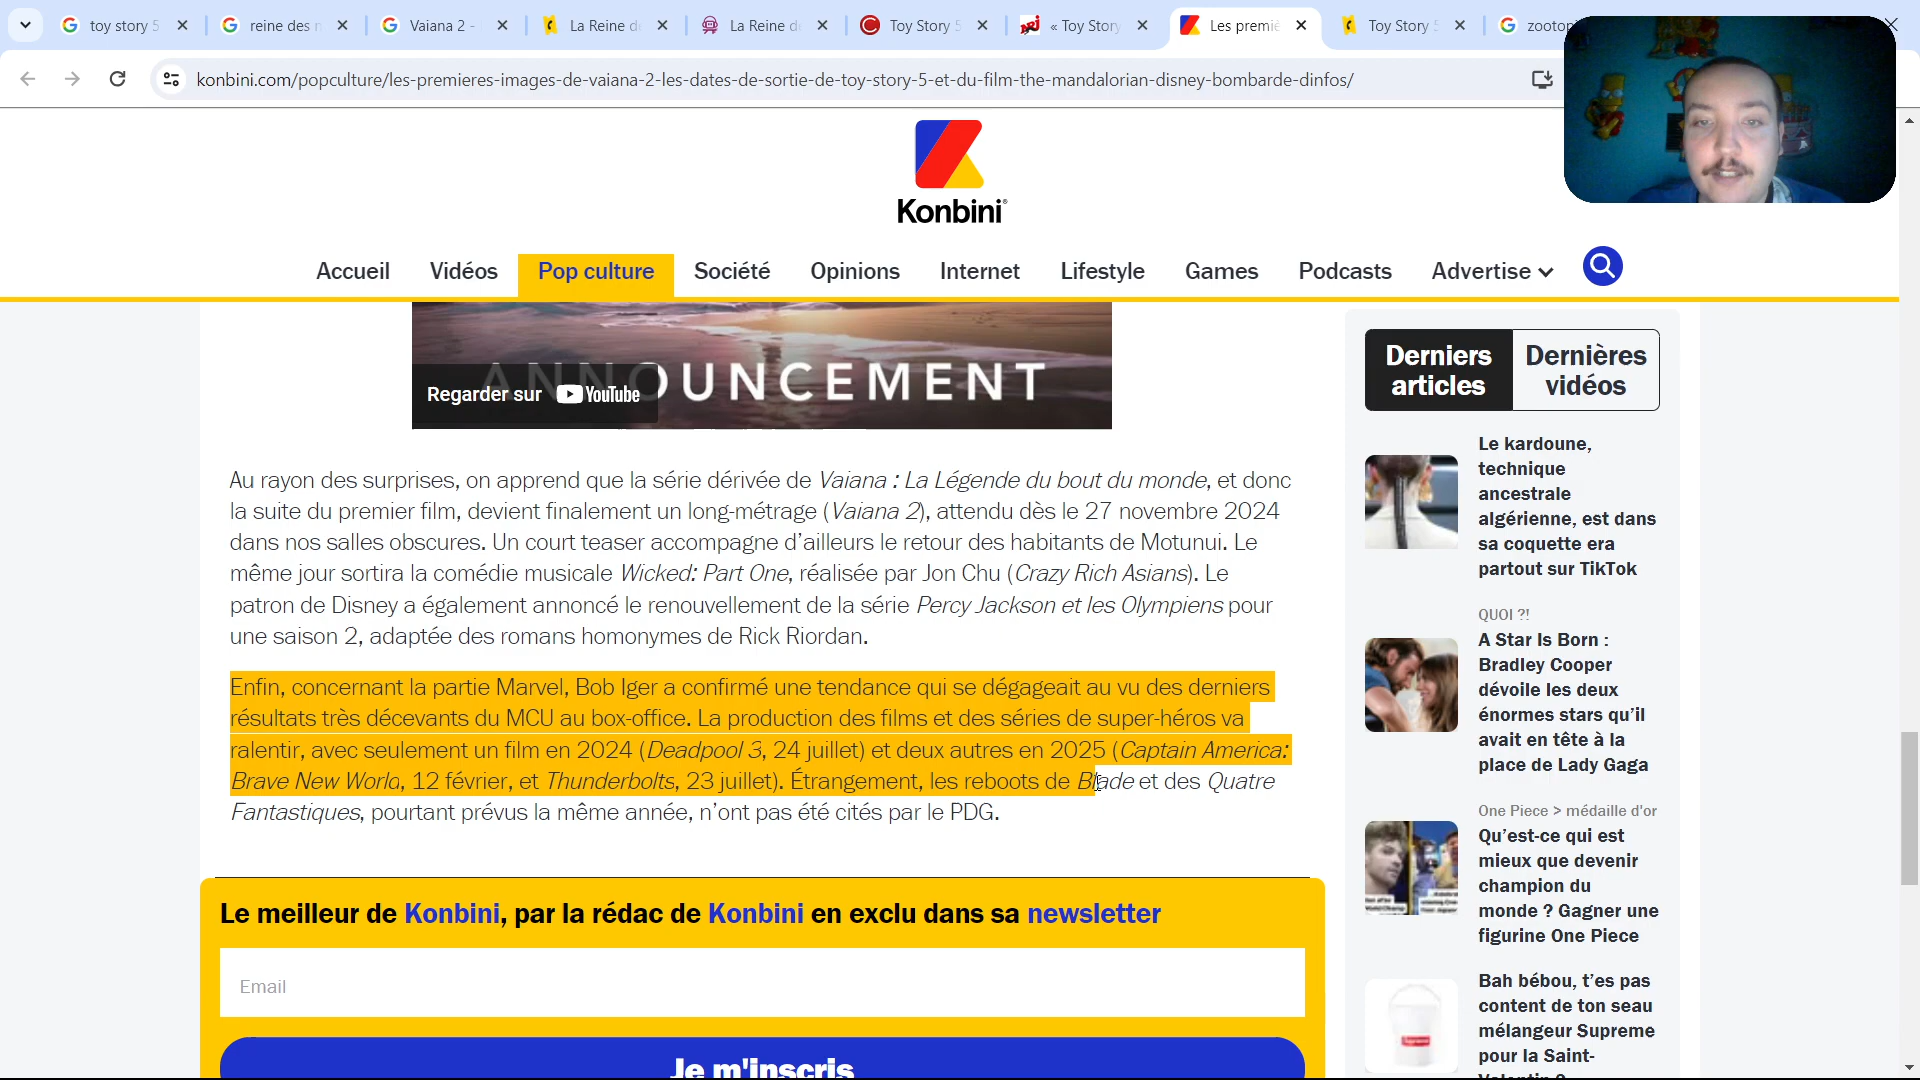 toy story 5
reine des n
Vaiana 2 -
La Reine d
La Reine d
Toy Story 5
« Toy Story
Les premiè
Toy Story 5
zootop
konbini.com/popculture/les-premieres-images-de-vaiana-2-les-dates-de-sortie-de-toy-story-5-et-du-film-the-mandalorian-disney-bombarde-dinfos/
Konbini®
Accueil
Vidéos
Pop culture
Société
Opinions
Internet
Lifestyle
Games
Podcasts
Advertise
ANNOUNCEMENT
Regarder sur YouTube
Au rayon des surprises, on apprend que la série dérivée de Vaiana : La Légende du bout du monde, et donc
la suite du premier film, devient finalement un long-métrage (Vaiana 2), attendu dès le 27 novembre 2024
dans nos salles obscures. Un court teaser accompagne d’ailleurs le retour des habitants de Motunui. Le
même jour sortira la comédie musicale Wicked: Part One, réalisée par Jon Chu (Crazy Rich Asians). Le
patron de Disney a également annoncé le renouvellement de la série Percy Jackson et les Olympiens pour
une saison 2, adaptée des romans homonymes de Rick Riordan.
Enfin, concernant la partie Marvel, Bob Iger a confirmé une tendance qui se dégageait au vu des derniers
résultats très décevants du MCU au box-office. La production des films et des séries de super-héros va
ralentir, avec seulement un film en 2024 (Deadpool 3, 24 juillet) et deux autres en 2025 (Captain America:
Brave New World, 12 février, et Thunderbolts, 23 juillet). Étrangement, les reboots de Blade et des Quatre
Fantastiques, pourtant prévus la même année, n’ont pas été cités par le PDG.
Le meilleur de Konbini, par la rédac de Konbini en exclu dans sa newsletter
Email
Je m'inscris
Derniers
articles
Dernières
vidéos
Le kardoune,
technique
ancestrale
algérienne, est dans
sa coquette era
partout sur TikTok
QUOI ?!
A Star Is Born :
Bradley Cooper
dévoile les deux
énormes stars qu’il
avait en tête à la
place de Lady Gaga
One Piece > médaille d'or
Qu’est-ce qui est
mieux que devenir
champion du
monde ? Gagner une
figurine One Piece
Bah bébou, t’es pas
content de ton seau
mélangeur Supreme
pour la Saint-
Valentin ?